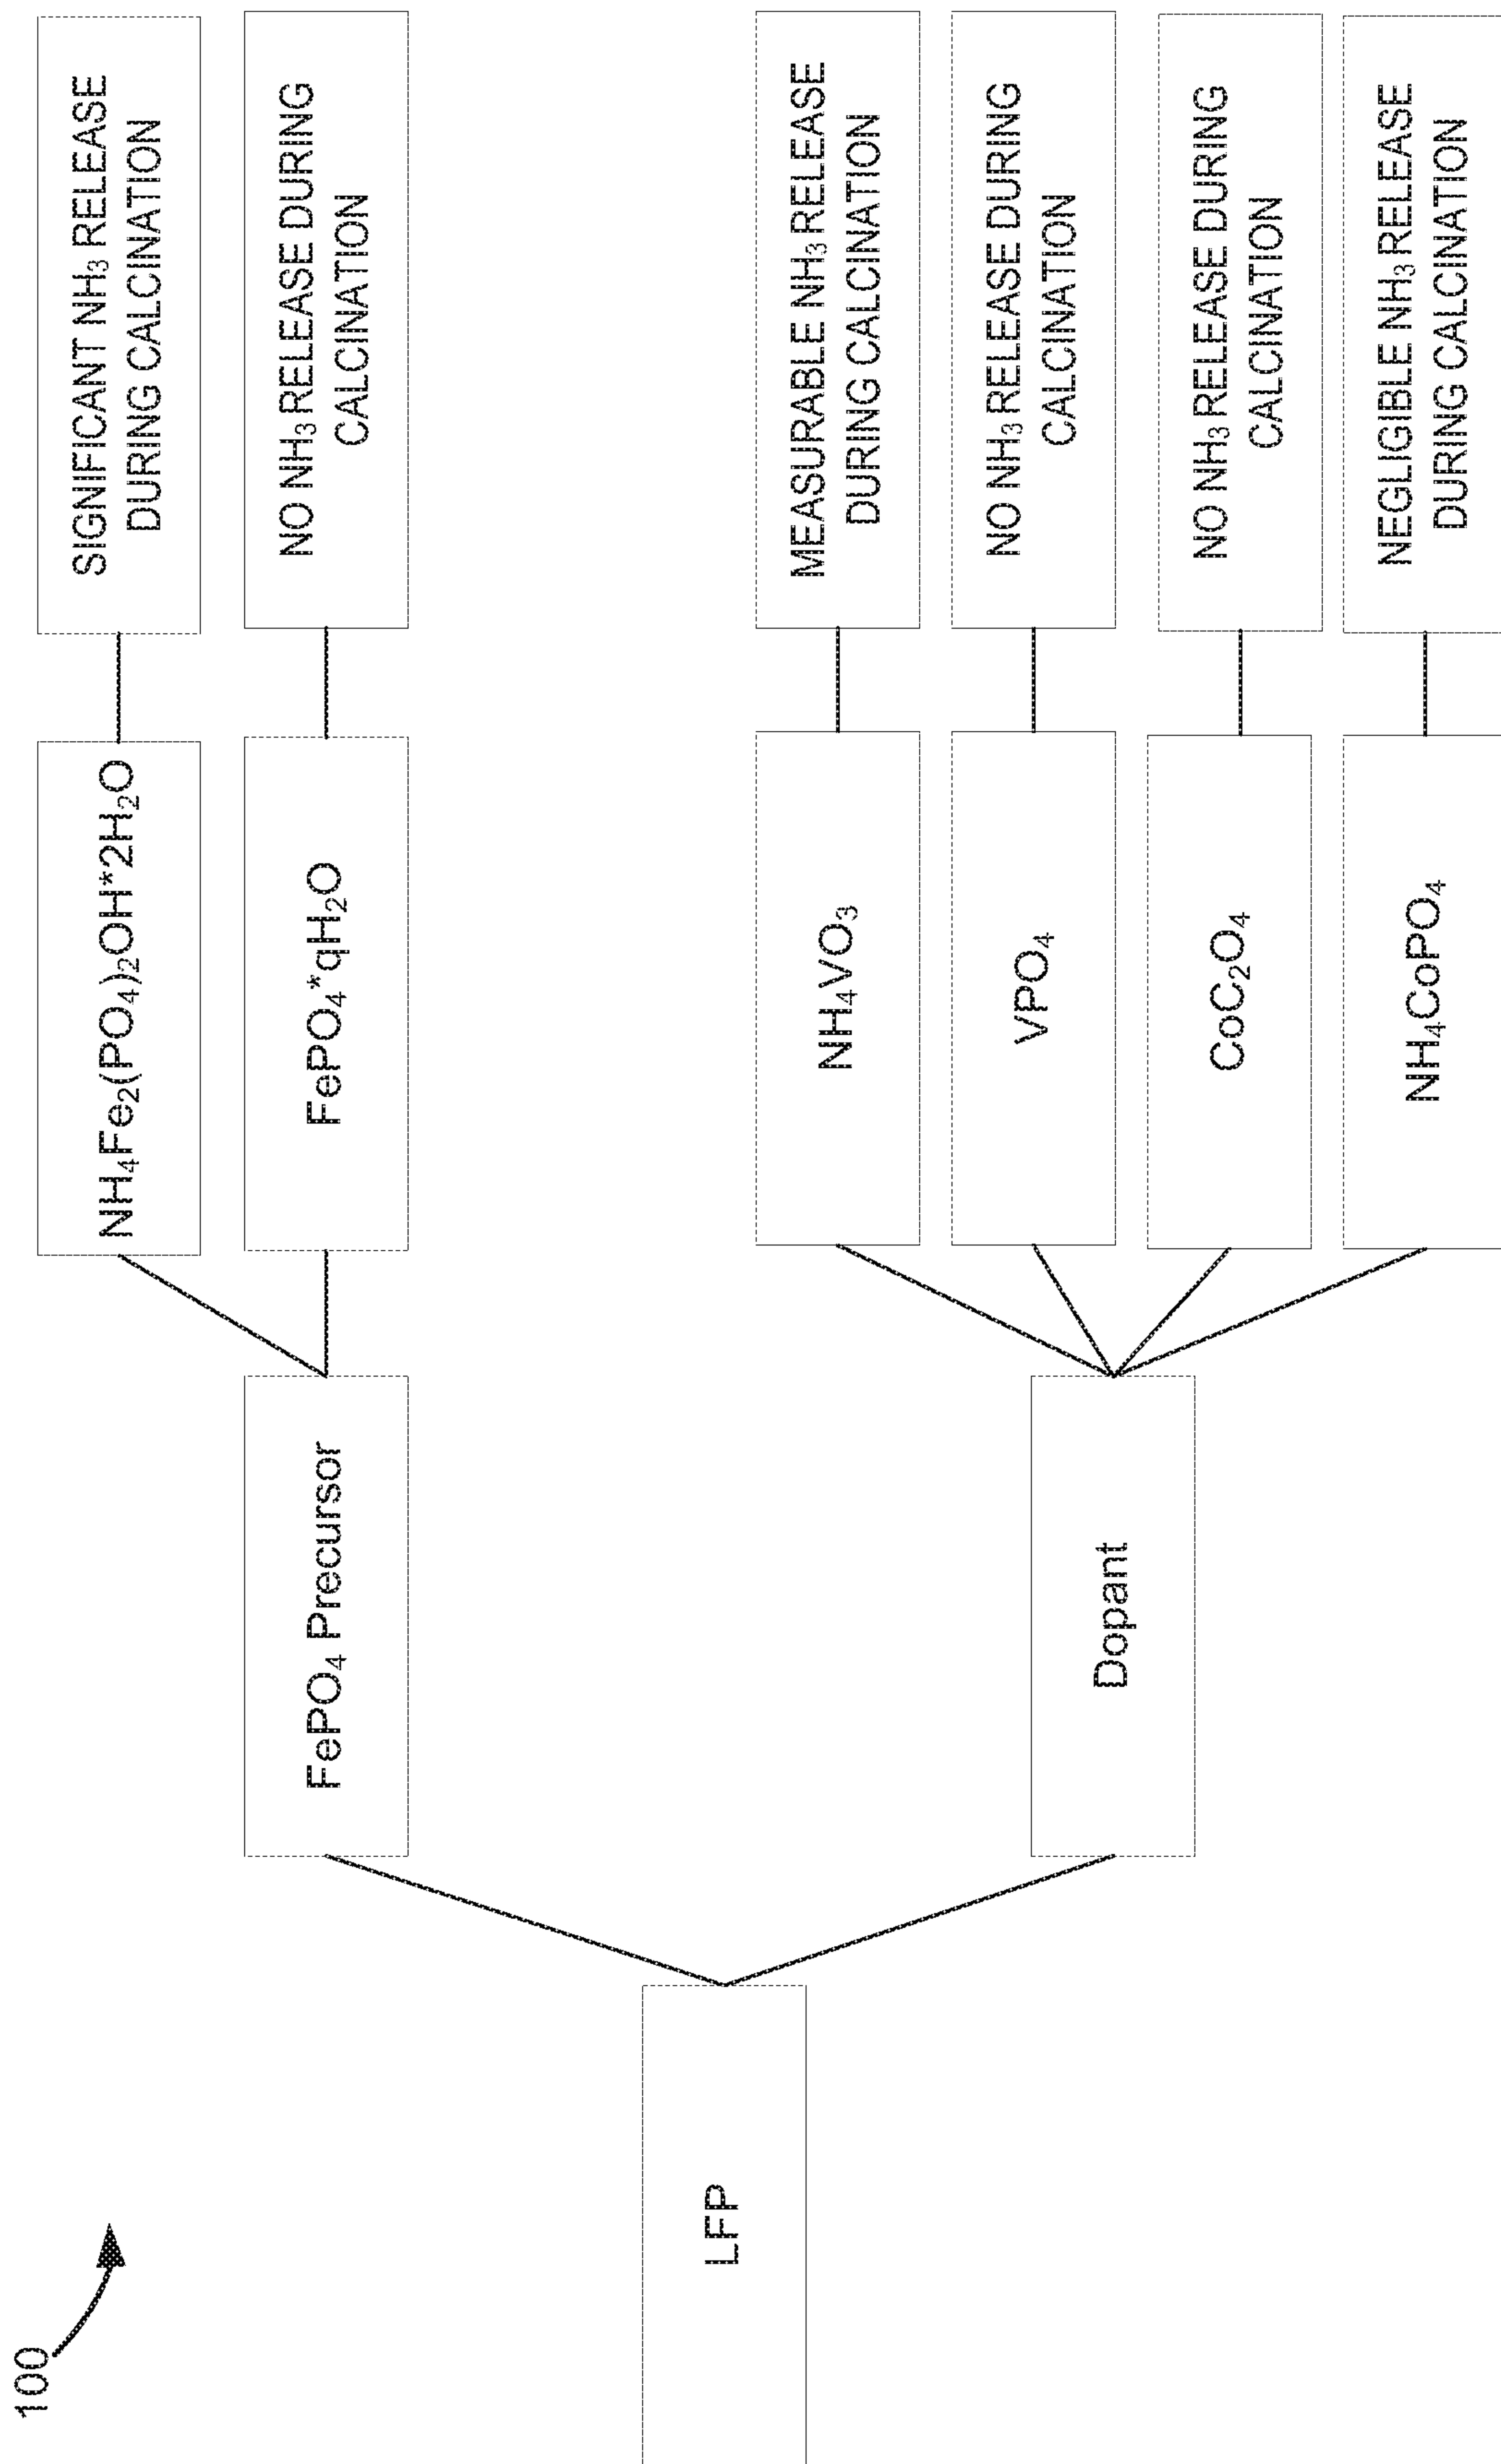 100
LFP
FePO₄ Precursor
Dopant
NH₄Fe₂(PO₄)₂OH*2H₂O
FePO₄*qH₂O
NH₄VO₃
VPO₄
CoC₂O₄
NH₄CoPO₄
SIGNIFICANT NH₃ RELEASE
DURING CALCINATION
NO NH₃ RELEASE DURING
CALCINATION
MEASURABLE NH₃ RELEASE
DURING CALCINATION
NO NH₃ RELEASE DURING
CALCINATION
NO NH₃ RELEASE DURING
CALCINATION
NEGLIGIBLE NH₃ RELEASE
DURING CALCINATION